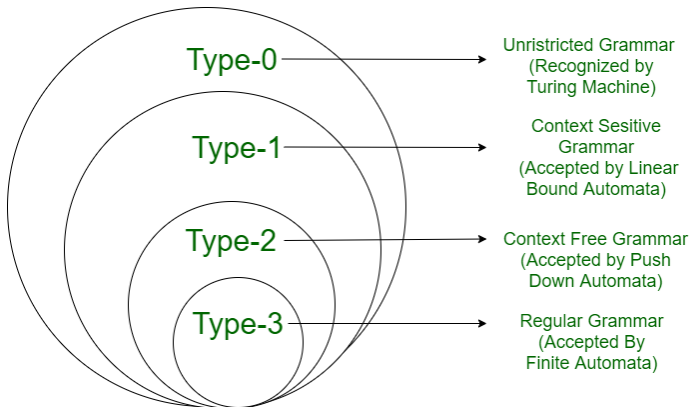 Type-0
Unristricted Grammar
(Recognized by
Turing Machine)
Type-1
Context Sesitive
Grammar
(Accepted by Linear
Bound Automata)
Type-2
Context Free Grammar
(Accepted by Push
Down Automata)
Type-3
Regular Grammar
(Accepted By
Finite Automata)